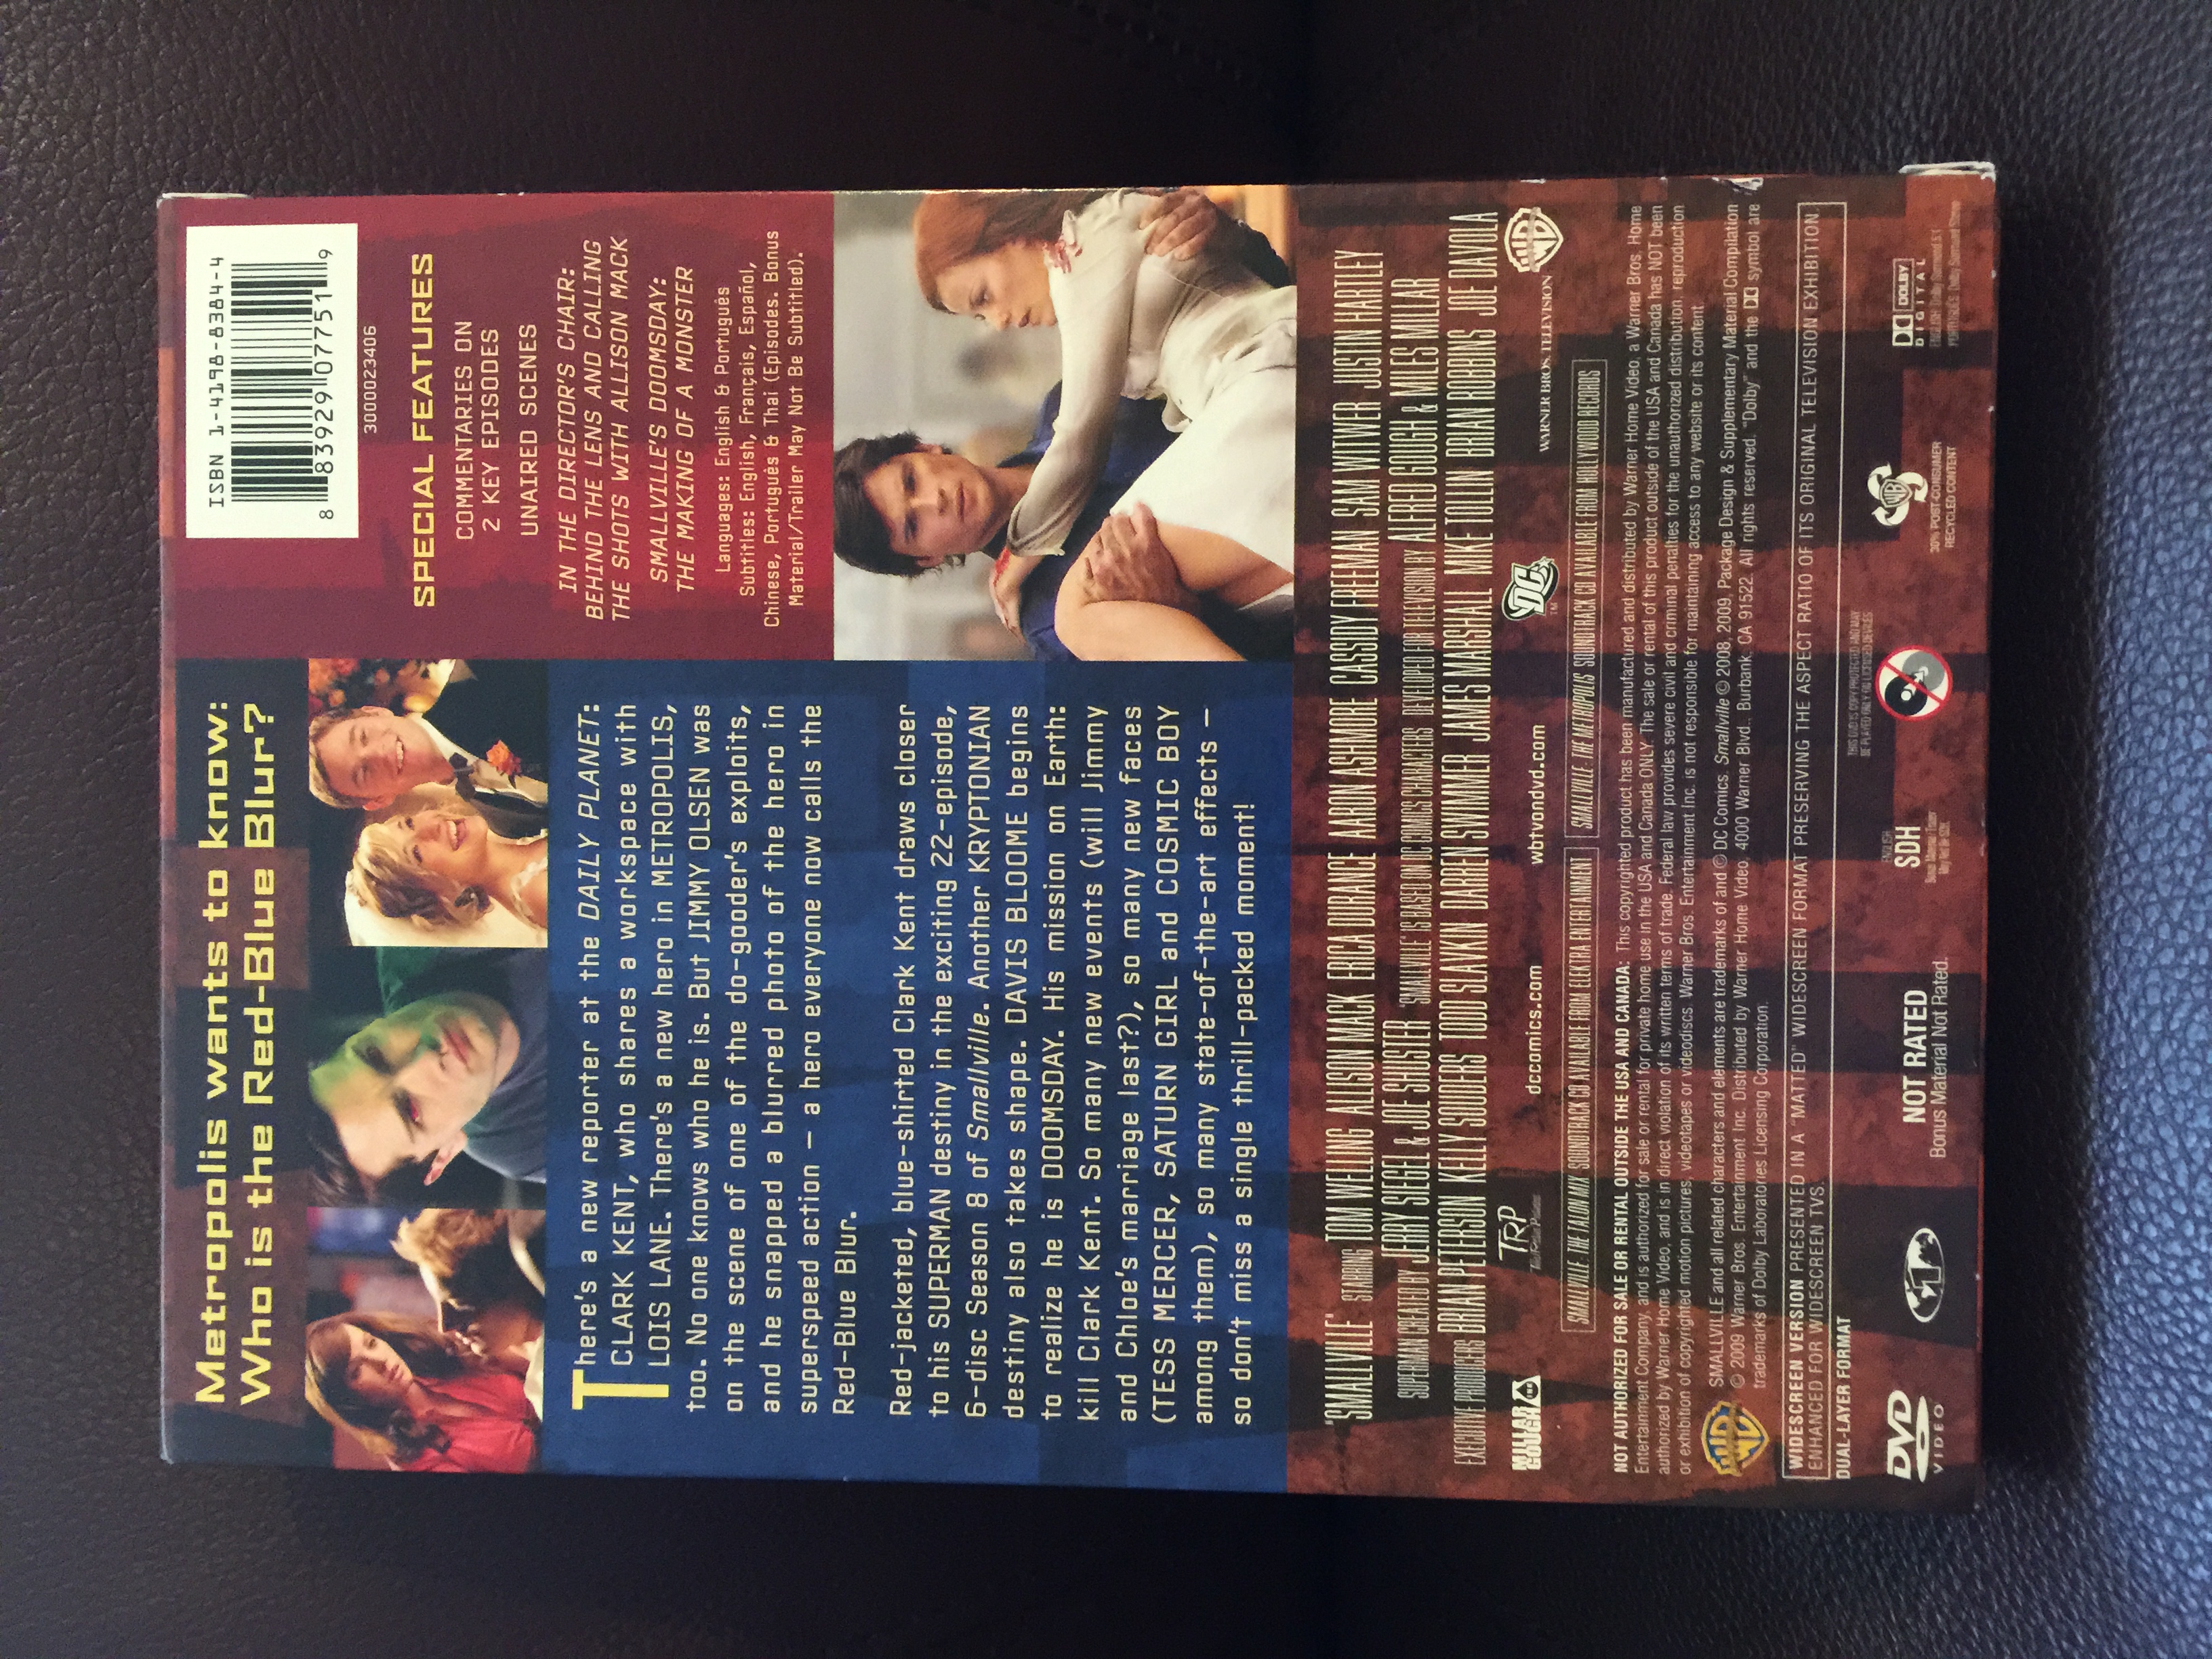 Metropolis wants to know:
Who is the Red-Blue Blur?
There's a new reporter at the DAILY PLANET:
CLARK KENT, who shares a workspace with
LOIS LANE. There's a new hero in METROPOLIS,
too. No one knows who he is. But JIMMY OLSEN was
on the scene of one of the do-gooder's exploits,
and he snapped a blurred photo of the hero in
superspeed action — a hero everyone now calls the
Red-Blue Blur.
Red-jacketed, blue-shirted Clark Kent draws closer
to his SUPERMAN destiny in the exciting 22-episode,
6-disc Season 8 of Smallville. Another KRYPTONIAN
destiny also takes shape. DAVIS BLOOME begins
to realize he is DOOMSDAY. His mission on Earth:
kill Clark Kent. So many new events (will Jimmy
and Chloe's marriage last?), so many new faces
(TESS MERCER, SATURN GIRL and COSMIC BOY
among them), so many state-of-the-art effects —
so don't miss a single thrill-packed moment!
ISBN 1-4198-8384-4
8 83929 07751 9
3000023406
SPECIAL FEATURES
COMMENTARIES ON
2 KEY EPISODES
UNAIRED SCENES
IN THE DIRECTOR'S CHAIR:
BEHIND THE LENS AND CALLING
THE SHOTS WITH ALLISON MACK
SMALLVILLE'S DOOMSDAY:
THE MAKING OF A MONSTER
Languages: English & Português
Subtitles: English, Français, Español,
Chinese, Português & Thai (Episodes. Bonus
Material/Trailer May Not Be Subtitled).
"SMALLVILLE" STARRING TOM WELLING ALLISON MACK ERICA DURANCE AARON ASHMORE CASSIDY FREEMAN SAM WITWER JUSTIN HARTLEY
SUPERMAN CREATED BY JERRY SIEGEL & JOE SHUSTER "SMALLVILLE" IS BASED ON DC COMICS CHARACTERS DEVELOPED FOR TELEVISION BY ALFRED GOUGH & MILES MILLAR
EXECUTIVE PRODUCERS BRIAN PETERSON KELLY SOUDERS TODD SLAVKIN DARREN SWIMMER JAMES MARSHALL MIKE TOLLIN BRIAN ROBBINS JOE DAVOLA
MILLAR
GOUGH INK
TRP
dccomics.com
wbtvondvd.com
DC
TM
WARNER BROS. TELEVISION WB
SMALLVILLE: THE TALON MIX SOUNDTRACK CD AVAILABLE FROM ELEKTRA ENTERTAINMENT
SMALLVILLE: THE METROPOLIS SOUNDTRACK CD AVAILABLE FROM HOLLYWOOD RECORDS
NOT AUTHORIZED FOR SALE OR RENTAL OUTSIDE THE USA AND CANADA: This copyrighted product has been manufactured and distributed by Warner Home Video, a Warner Bros. Home
Entertainment Company, and is authorized for sale or rental for private home use in the USA and Canada ONLY. The sale or rental of this product outside of the USA and Canada has NOT been
authorized by Warner Home Video, and is in direct violation of its written terms of trade. Federal law provides severe civil and criminal penalties for the unauthorized distribution, reproduction
or exhibition of copyrighted motion pictures, videotapes or videodiscs. Warner Bros. Entertainment Inc. is not responsible for maintaining access to any website or its content.
WB
SMALLVILLE and all related characters and elements are trademarks of and © DC Comics. Smallville © 2008, 2009, Package Design & Supplementary Material Compilation
© 2009 Warner Bros. Entertainment Inc. Distributed by Warner Home Video, 4000 Warner Blvd., Burbank, CA 91522. All rights reserved. "Dolby" and the DD symbol are
trademarks of Dolby Laboratories Licensing Corporation.
WIDESCREEN VERSION PRESENTED IN A "MATTED" WIDESCREEN FORMAT PRESERVING THE ASPECT RATIO OF ITS ORIGINAL TELEVISION EXHIBITION.
ENHANCED FOR WIDESCREEN TVS.
DUAL-LAYER FORMAT
DVD
VIDEO
1
NOT RATED
Bonus Material Not Rated.
ENGLISH
SDH
Bonus Material/Trailer
May Not Be SDH.
THIS DVD IS COPY PROTECTED AND MAY
BE PLAYED ONLY ON LICENSED DEVICES
WB
30% POST-CONSUMER
RECYCLED CONTENT
DOLBY
DIGITAL
ENGLISH: Dolby Surround 5.1
PORTUGUÊS: Dolby Surround Stereo